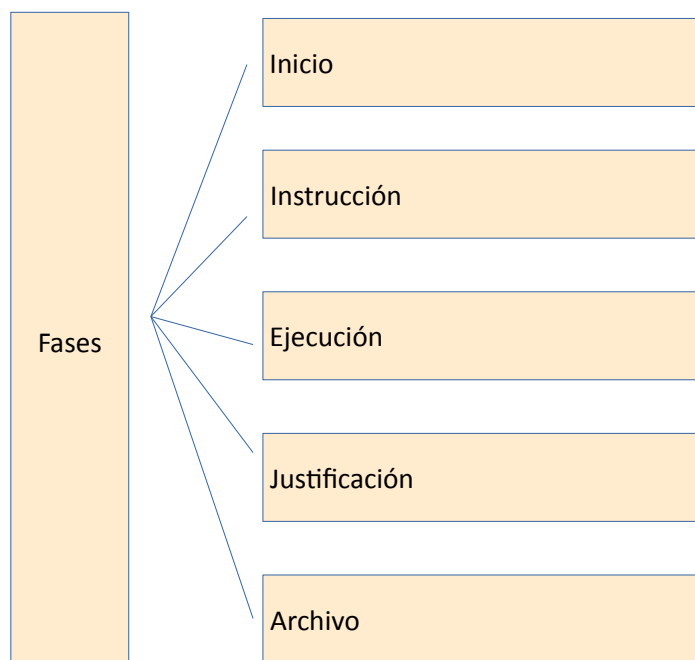 Fases
Inicio
Instrucción
Ejecución
Justificación
Archivo